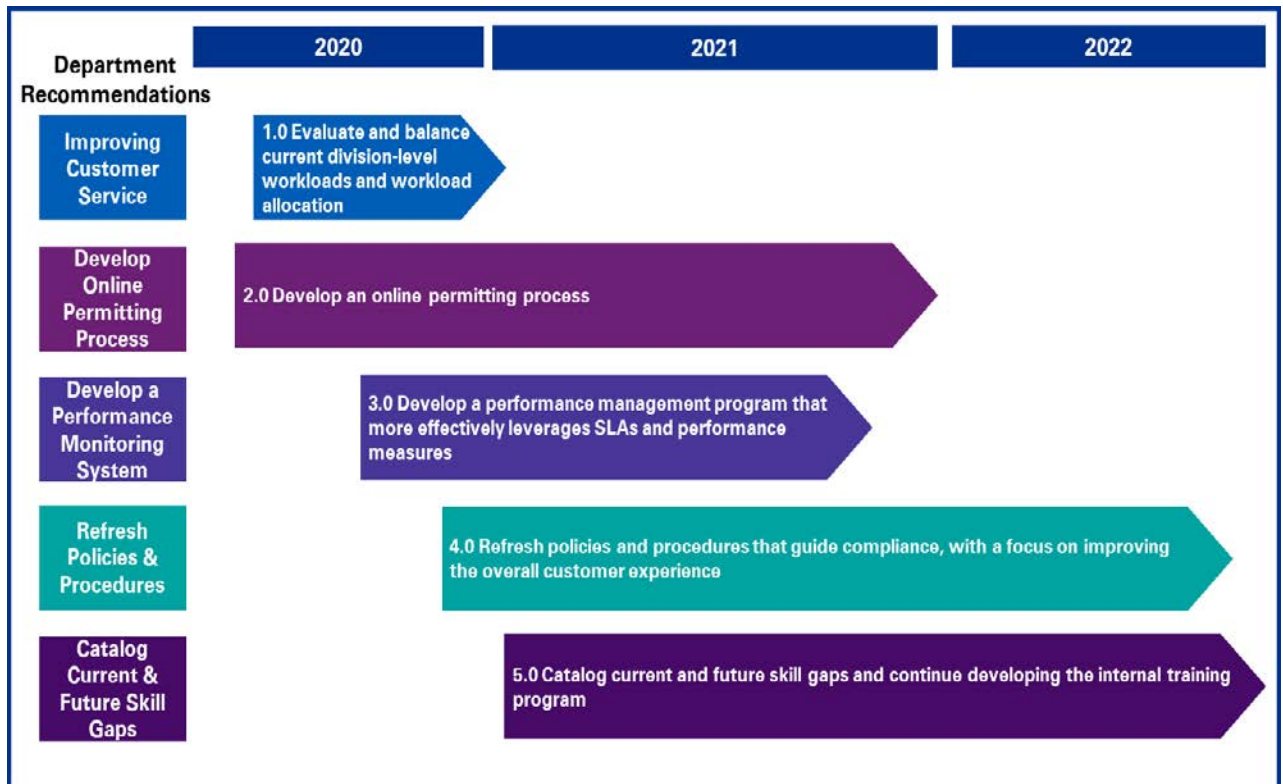 2020
2021
2022
Department
Recommendations
Improving
Customer
Service
1.0 Evaluate and balance
current division-level
workloads and workload
allocation
Develop
Online
Permitting
Process
2.0 Develop an online permitting process
Develop a
Performance
Monitoring
System
3.0 Develop a performance management program that
more effectively leverages SLAs and performance
measures
Refresh
Policies &
Procedures
4.0 Refresh policies and procedures that guide compliance, with a focus on improving
the overall customer experience
Catalog
Current &
Future Skill
Gaps
5.0 Catalog current and future skill gaps and continue developing the internal training
program